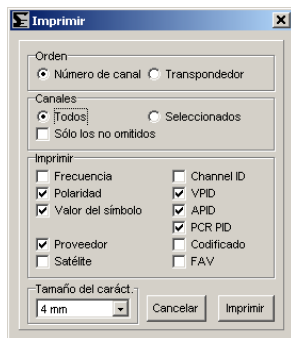 Imprimir
Orden
Número de canal Transpondedor
Canales
Todos Seleccionados
Sólo los no omitidos
Imprimir
Frecuencia Channel ID
Polaridad VPID
Valor del símbolo APID
PCR PID
Proveedor Codificado
Satélite FAV
Tamaño del caráct.
4 mm Cancelar Imprimir